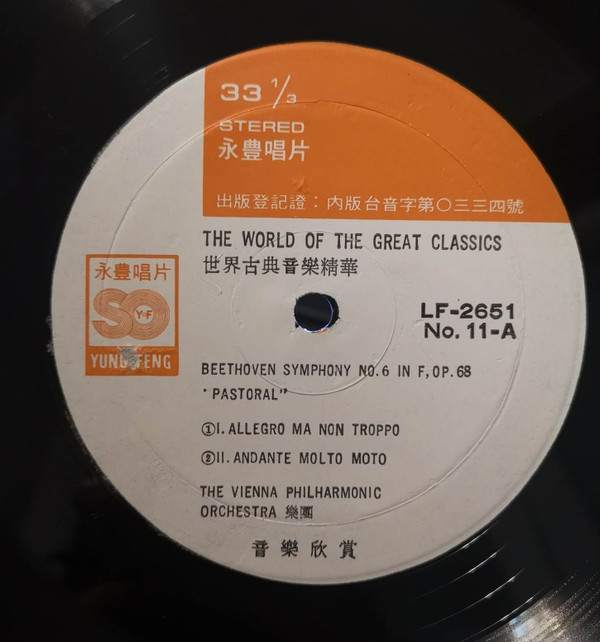 33 1/3
STEREO
永豐唱片
出版登記證：內版台音字第〇三三四號
THE WORLD OF THE GREAT CLASSICS
世界古典音樂精華
永豐唱片
SO
Y-F
YUNG FENG
LF-2651
No. 11-A
BEETHOVEN SYMPHONY NO.6 IN F,OP.68
"PASTORAL"
①I.ALLEGRO MA NON TROPPO
②II.ANDANTE MOLTO MOTO
THE VIENNA PHILHARMONIC
ORCHESTRA 樂團
音樂欣賞